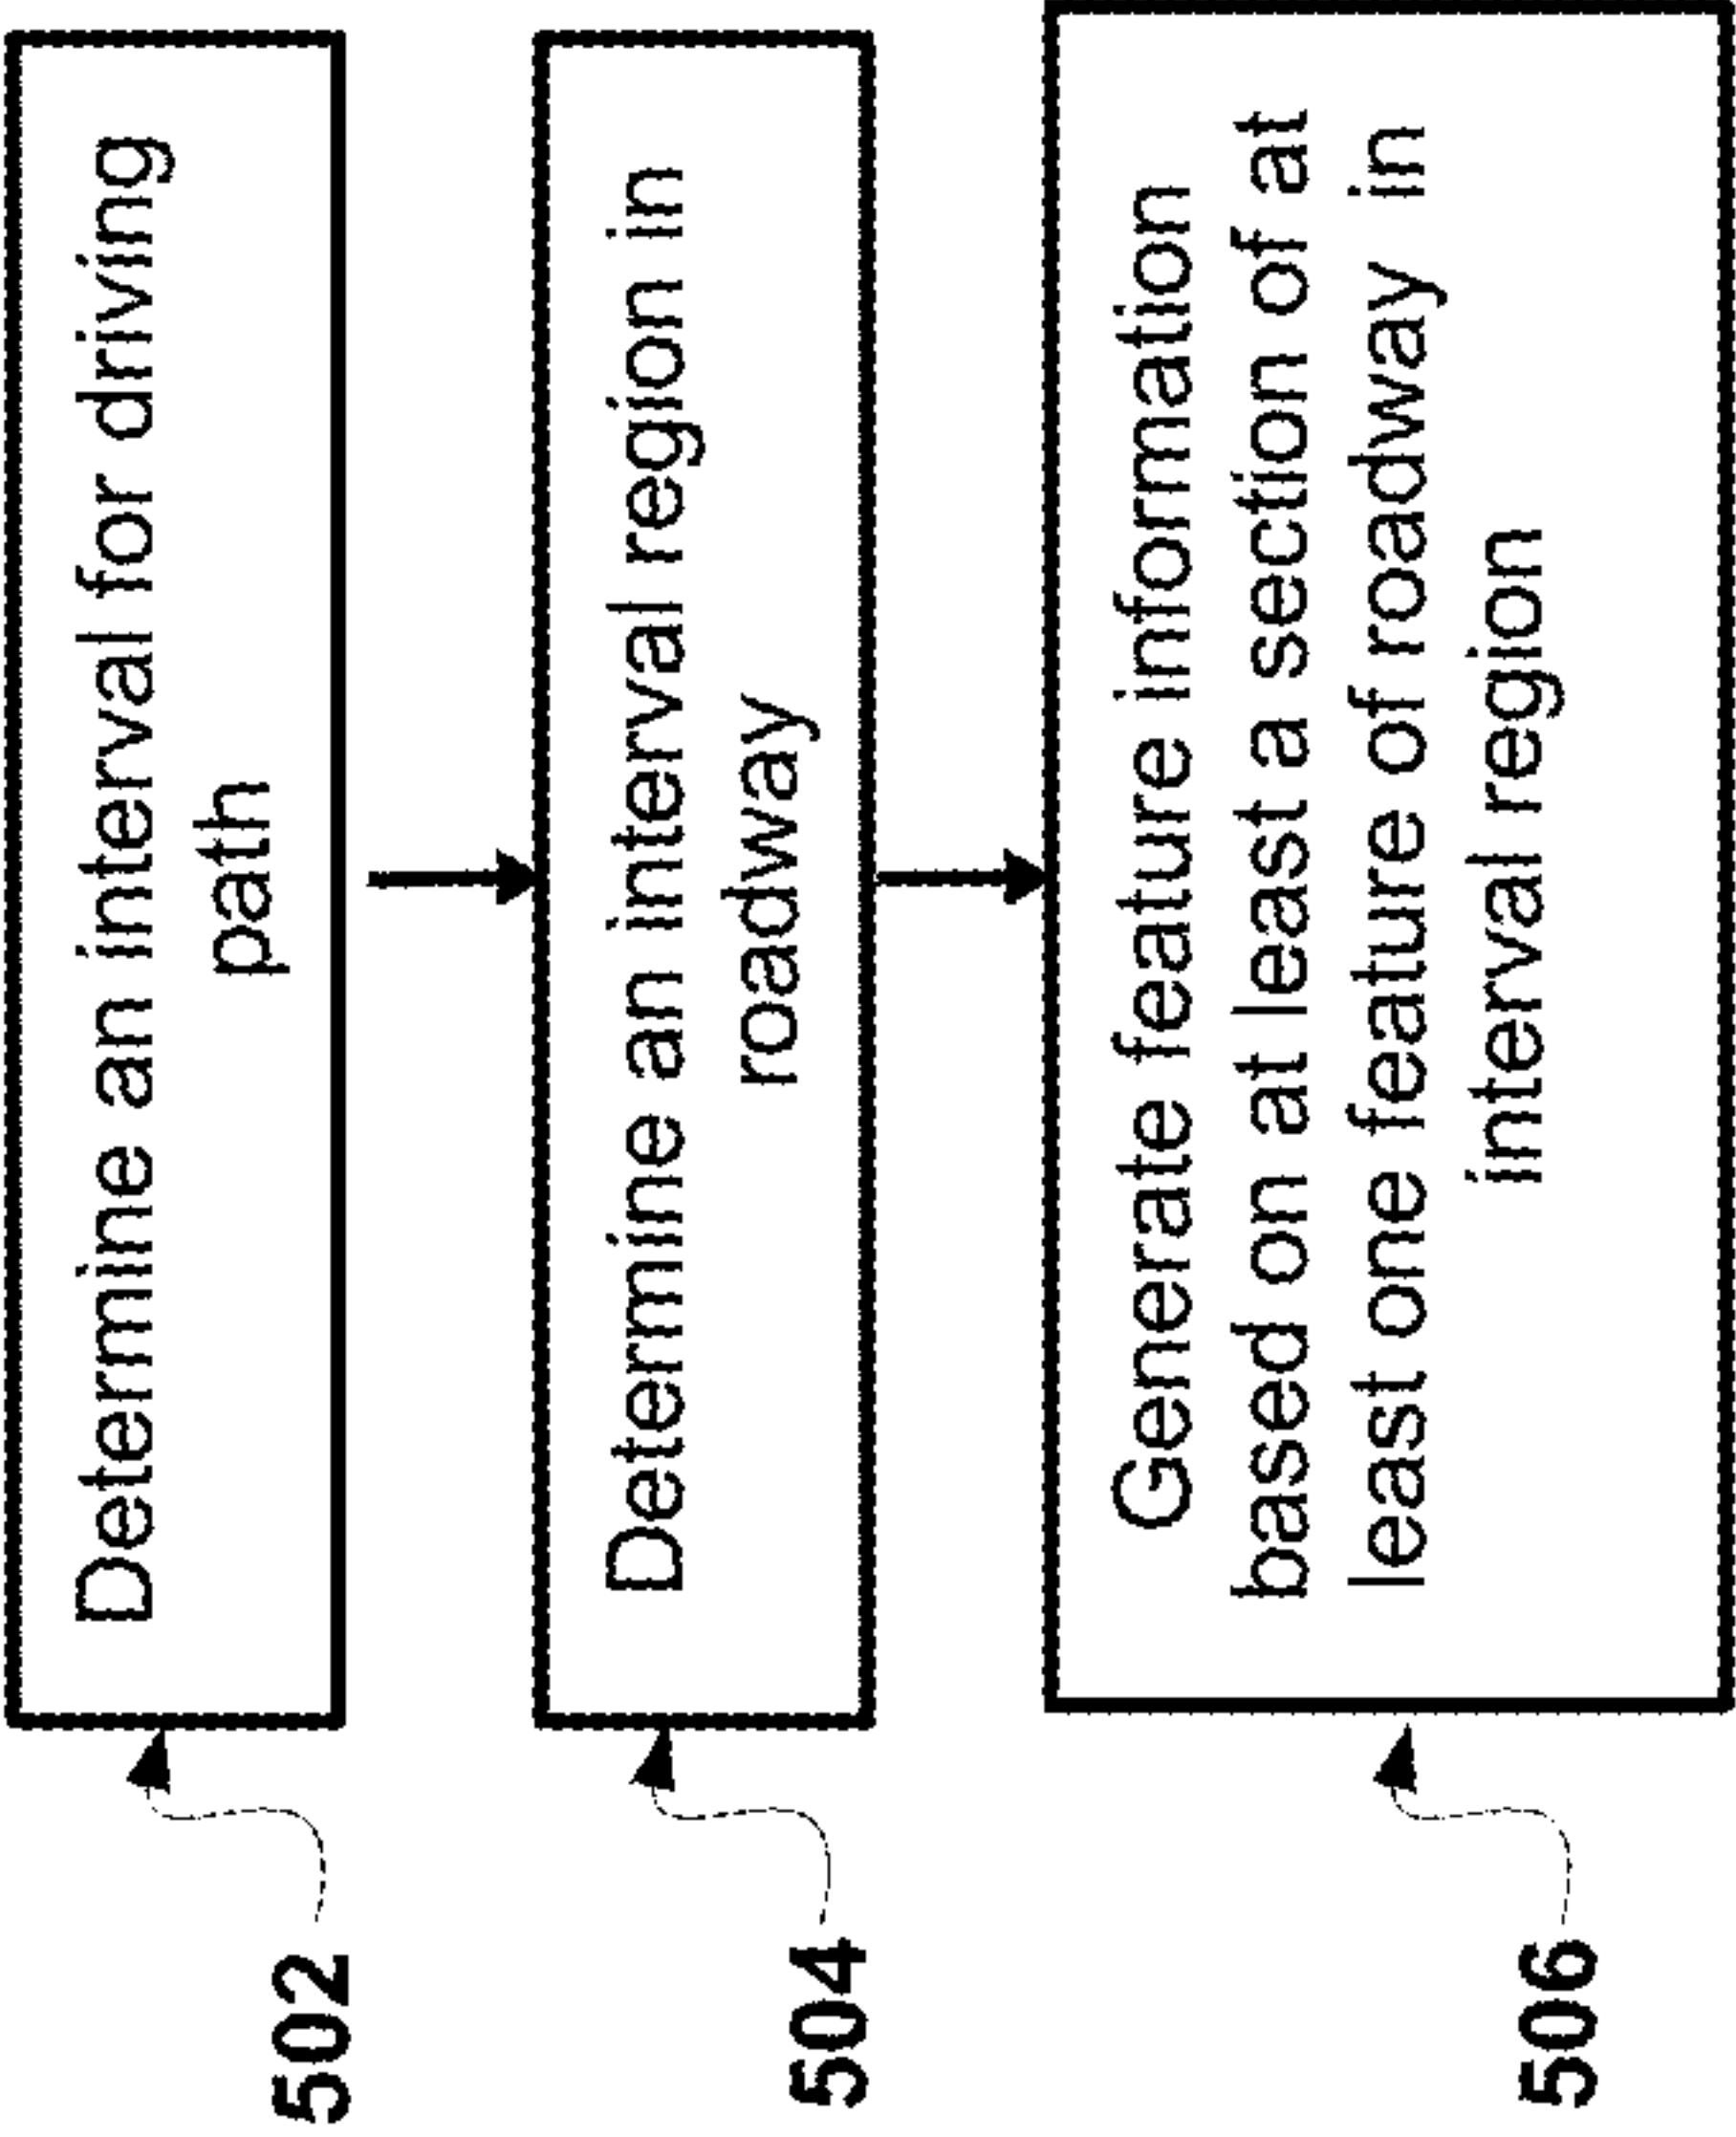 502
Determine an interval for driving
path
504
Determine an interval region in
roadway
506
Generate feature information
based on at least a section of at
least one feature of roadway in
interval region